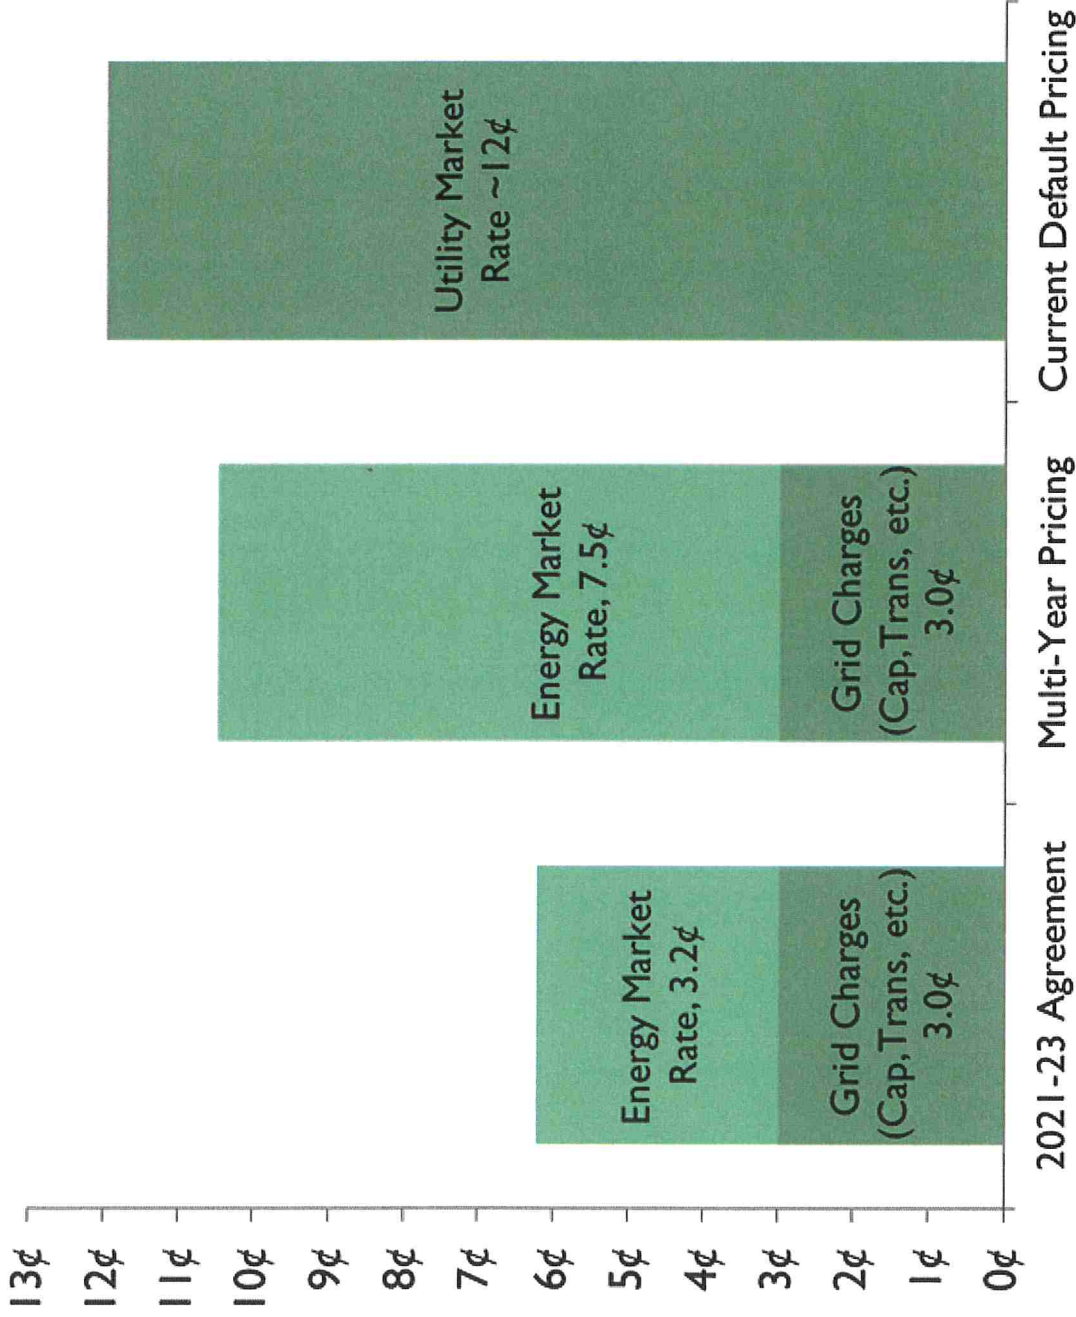 13¢
12¢
11¢
10¢
9¢
8¢
7¢
6¢
5¢
4¢
3¢
2¢
1¢
0¢
Energy Market
Rate, 3.2¢
Grid Charges
(Cap,Trans, etc.)
3.0¢
2021-23 Agreement
Energy Market
Rate, 7.5¢
Grid Charges
(Cap,Trans, etc.)
3.0¢
Multi-Year Pricing
Utility Market
Rate ~12¢
Current Default Pricing